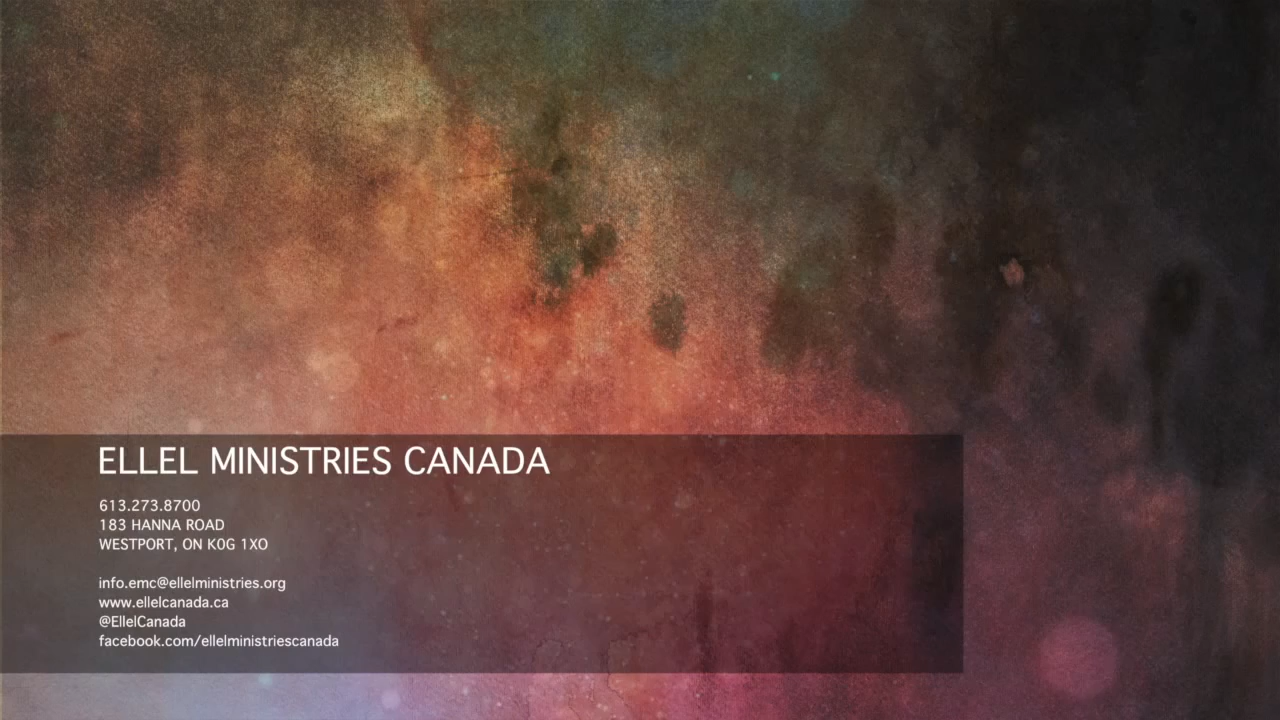 ELLEL MINISTRIES CANADA
613.273.8700
183 HANNA ROAD
WESTPORT, ON K0G 1XO
info.emc@ellelministries.org
www.ellelcanada.ca
@EllelCanada
facebook.com/ellelministriescanada